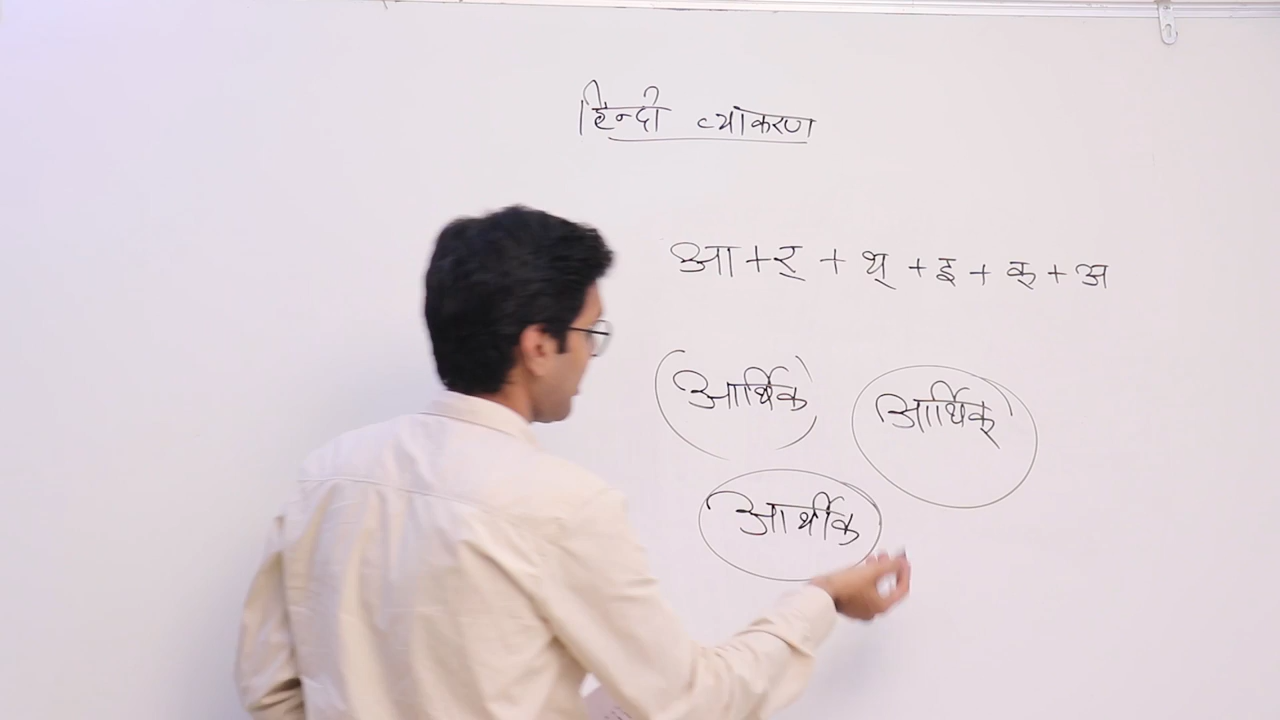 हिन्दी व्याकरण
आ + र् + थ् + इ + क् + अ
आर्थिक आर्थिक्
आर्थीक